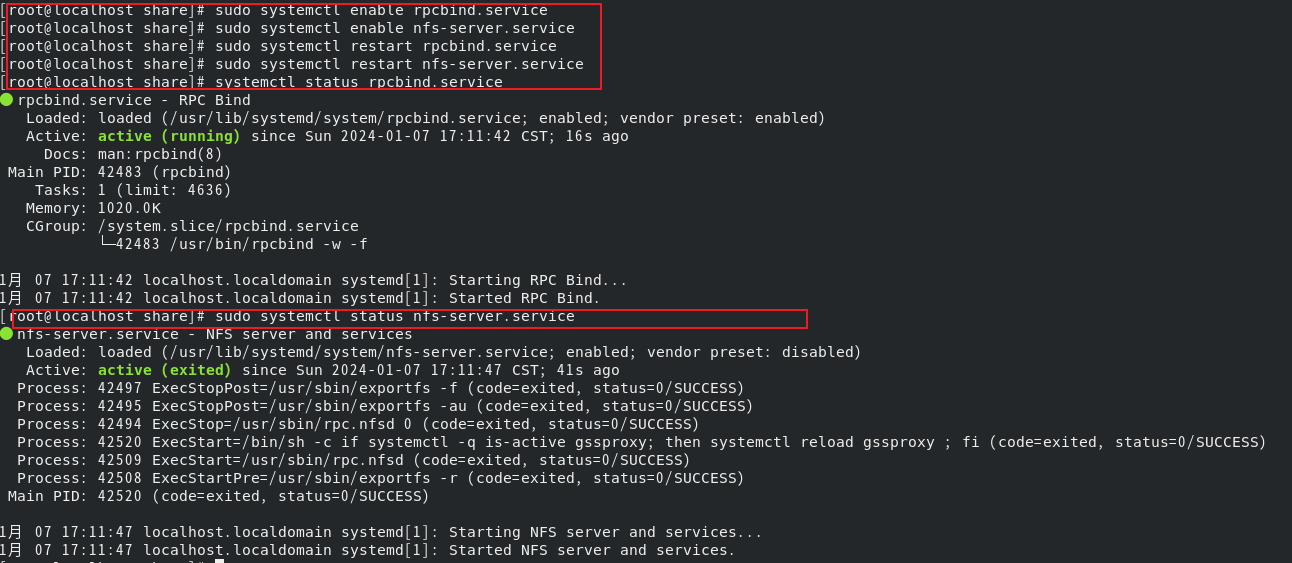 [root@localhost share]# sudo systemctl enable rpcbind.service
[root@localhost share]# sudo systemctl enable nfs-server.service
[root@localhost share]# sudo systemctl restart rpcbind.service
[root@localhost share]# sudo systemctl restart nfs-server.service
[root@localhost share]# systemctl status rpcbind.service
● rpcbind.service - RPC Bind
   Loaded: loaded (/usr/lib/systemd/system/rpcbind.service; enabled; vendor preset: enabled)
   Active: active (running) since Sun 2024-01-07 17:11:42 CST; 16s ago
     Docs: man:rpcbind(8)
 Main PID: 42483 (rpcbind)
    Tasks: 1 (limit: 4636)
   Memory: 1020.0K
   CGroup: /system.slice/rpcbind.service
           └─42483 /usr/bin/rpcbind -w -f
1月 07 17:11:42 localhost.localdomain systemd[1]: Starting RPC Bind...
1月 07 17:11:42 localhost.localdomain systemd[1]: Started RPC Bind.
[root@localhost share]# sudo systemctl status nfs-server.service
● nfs-server.service - NFS server and services
   Loaded: loaded (/usr/lib/systemd/system/nfs-server.service; enabled; vendor preset: disabled)
   Active: active (exited) since Sun 2024-01-07 17:11:47 CST; 41s ago
  Process: 42497 ExecStopPost=/usr/sbin/exportfs -f (code=exited, status=0/SUCCESS)
  Process: 42495 ExecStopPost=/usr/sbin/exportfs -au (code=exited, status=0/SUCCESS)
  Process: 42494 ExecStop=/usr/sbin/rpc.nfsd 0 (code=exited, status=0/SUCCESS)
  Process: 42520 ExecStart=/bin/sh -c if systemctl -q is-active gssproxy; then systemctl reload gssproxy ; fi (code=exited, status=0/SUCCESS)
  Process: 42509 ExecStart=/usr/sbin/rpc.nfsd (code=exited, status=0/SUCCESS)
  Process: 42508 ExecStartPre=/usr/sbin/exportfs -r (code=exited, status=0/SUCCESS)
 Main PID: 42520 (code=exited, status=0/SUCCESS)
1月 07 17:11:47 localhost.localdomain systemd[1]: Starting NFS server and services...
1月 07 17:11:47 localhost.localdomain systemd[1]: Started NFS server and services.
[root@localhost share]#